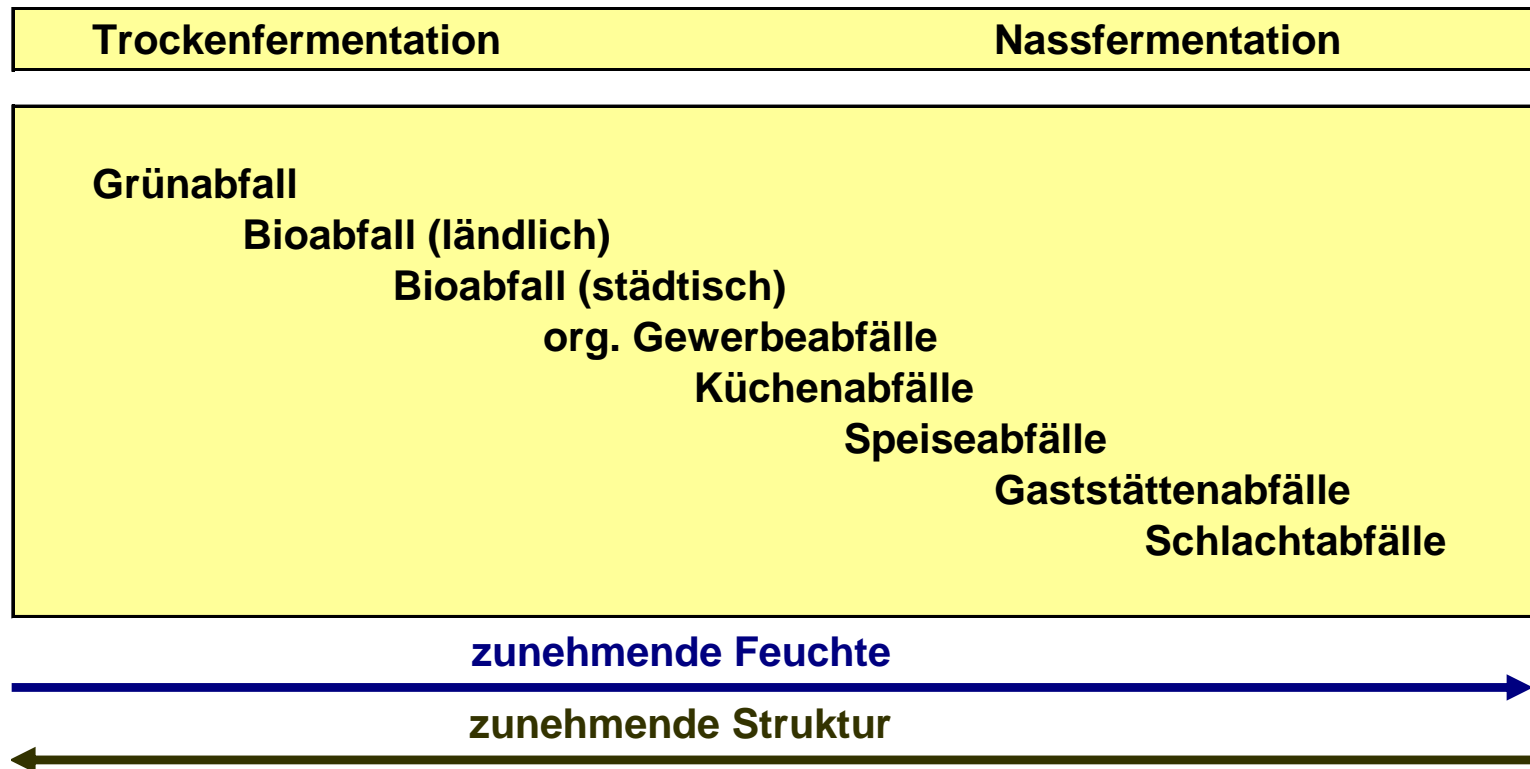 Trockenfermentation Nassfermentation
Grünabfall
Bioabfall (ländlich)
Bioabfall (städtisch)
org. Gewerbeabfälle
Küchenabfälle
Speiseabfälle
Gaststättenabfälle
Schlachtabfälle
zunehmende Feuchte
zunehmende Struktur